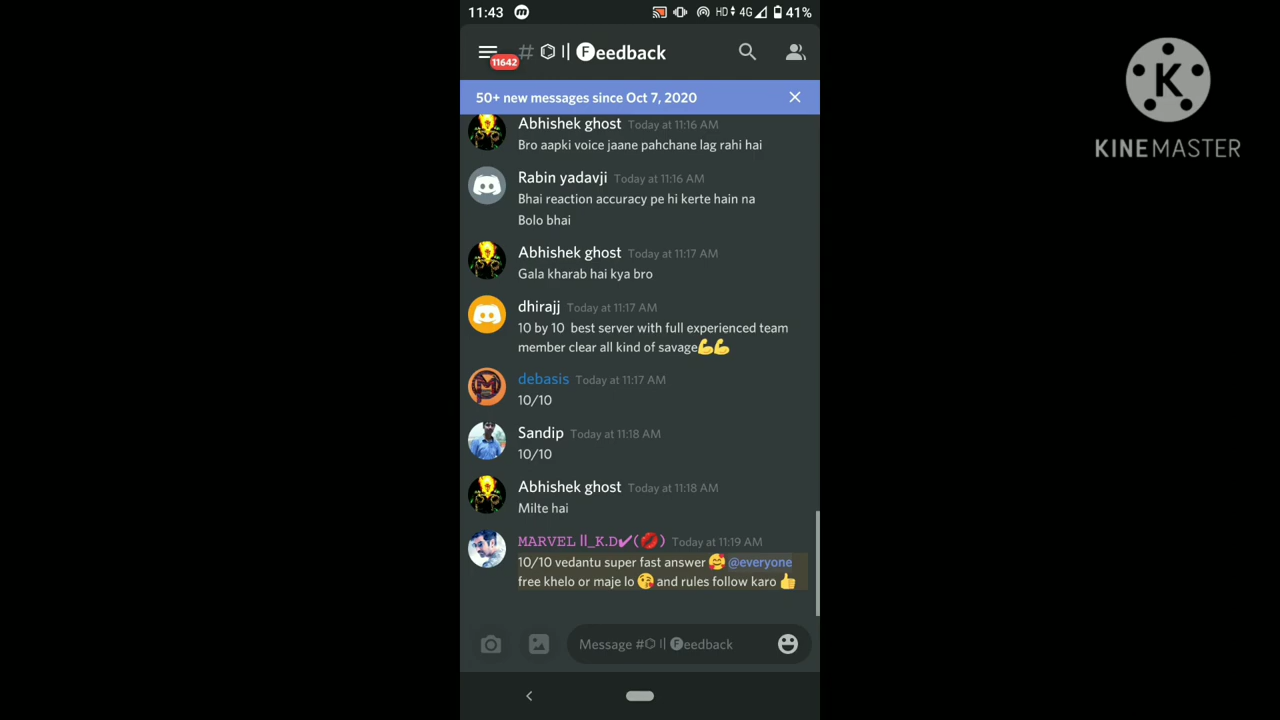 11:43
HD 4G 41%
# ⌬ || 🅕eedback
11642
50+ new messages since Oct 7, 2020
Abhishek ghost Today at 11:16 AM
Bro aapki voice jaane pahchane lag rahi hai
Rabin yadavji Today at 11:16 AM
Bhai reaction accuracy pe hi kerte hain na
Bolo bhai
Abhishek ghost Today at 11:17 AM
Gala kharab hai kya bro
dhirajj Today at 11:17 AM
10 by 10 best server with full experienced team
member clear all kind of savage💪💪
debasis Today at 11:17 AM
10/10
Sandip Today at 11:18 AM
10/10
Abhishek ghost Today at 11:18 AM
Milte hai
MARVEL ||_K.D✔(💋) Today at 11:19 AM
10/10 vedantu super fast answer 🥰 @everyone
free khelo or maje lo 😘 and rules follow karo 👍
Message #⌬ || 🅕eedback
K
KINEMASTER